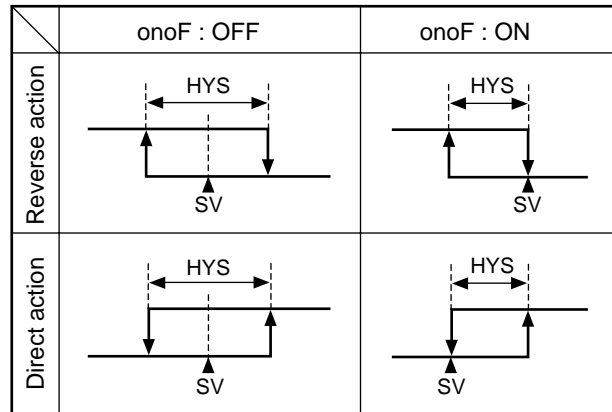 onoF : OFF
onoF : ON
Reverse action
HYS
SV
HYS
SV
Direct action
HYS
SV
HYS
SV